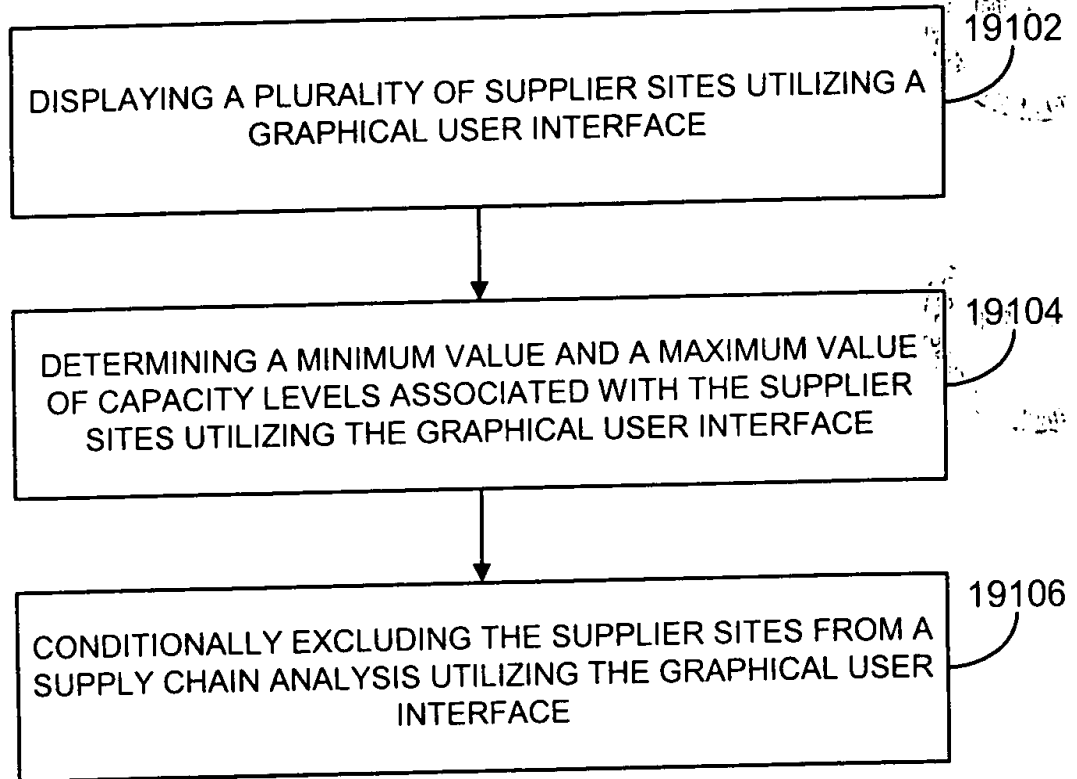 19102
DISPLAYING A PLURALITY OF SUPPLIER SITES UTILIZING A
GRAPHICAL USER INTERFACE
19104
DETERMINING A MINIMUM VALUE AND A MAXIMUM VALUE
OF CAPACITY LEVELS ASSOCIATED WITH THE SUPPLIER
SITES UTILIZING THE GRAPHICAL USER INTERFACE
19106
CONDITIONALLY EXCLUDING THE SUPPLIER SITES FROM A
SUPPLY CHAIN ANALYSIS UTILIZING THE GRAPHICAL USER
INTERFACE